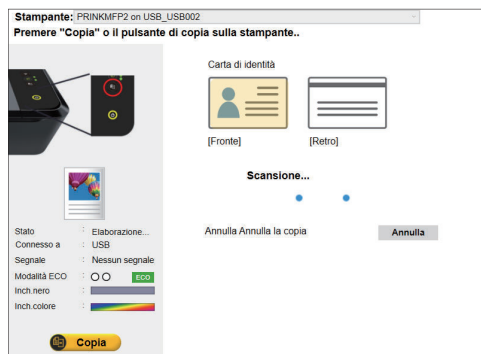 Stampante: PRINKMFP2 on USB_USB002
Premere "Copia" o il pulsante di copia sulla stampante..
Carta di identità
[Fronte] [Retro]
Scansione...
Annulla Annulla la copia Annulla
Stato : Elaborazione...
Connesso a : USB
Segnale : Nessun segnale
Modalità ECO : ECO
Inch.nero :
Inch.colore :
Copia